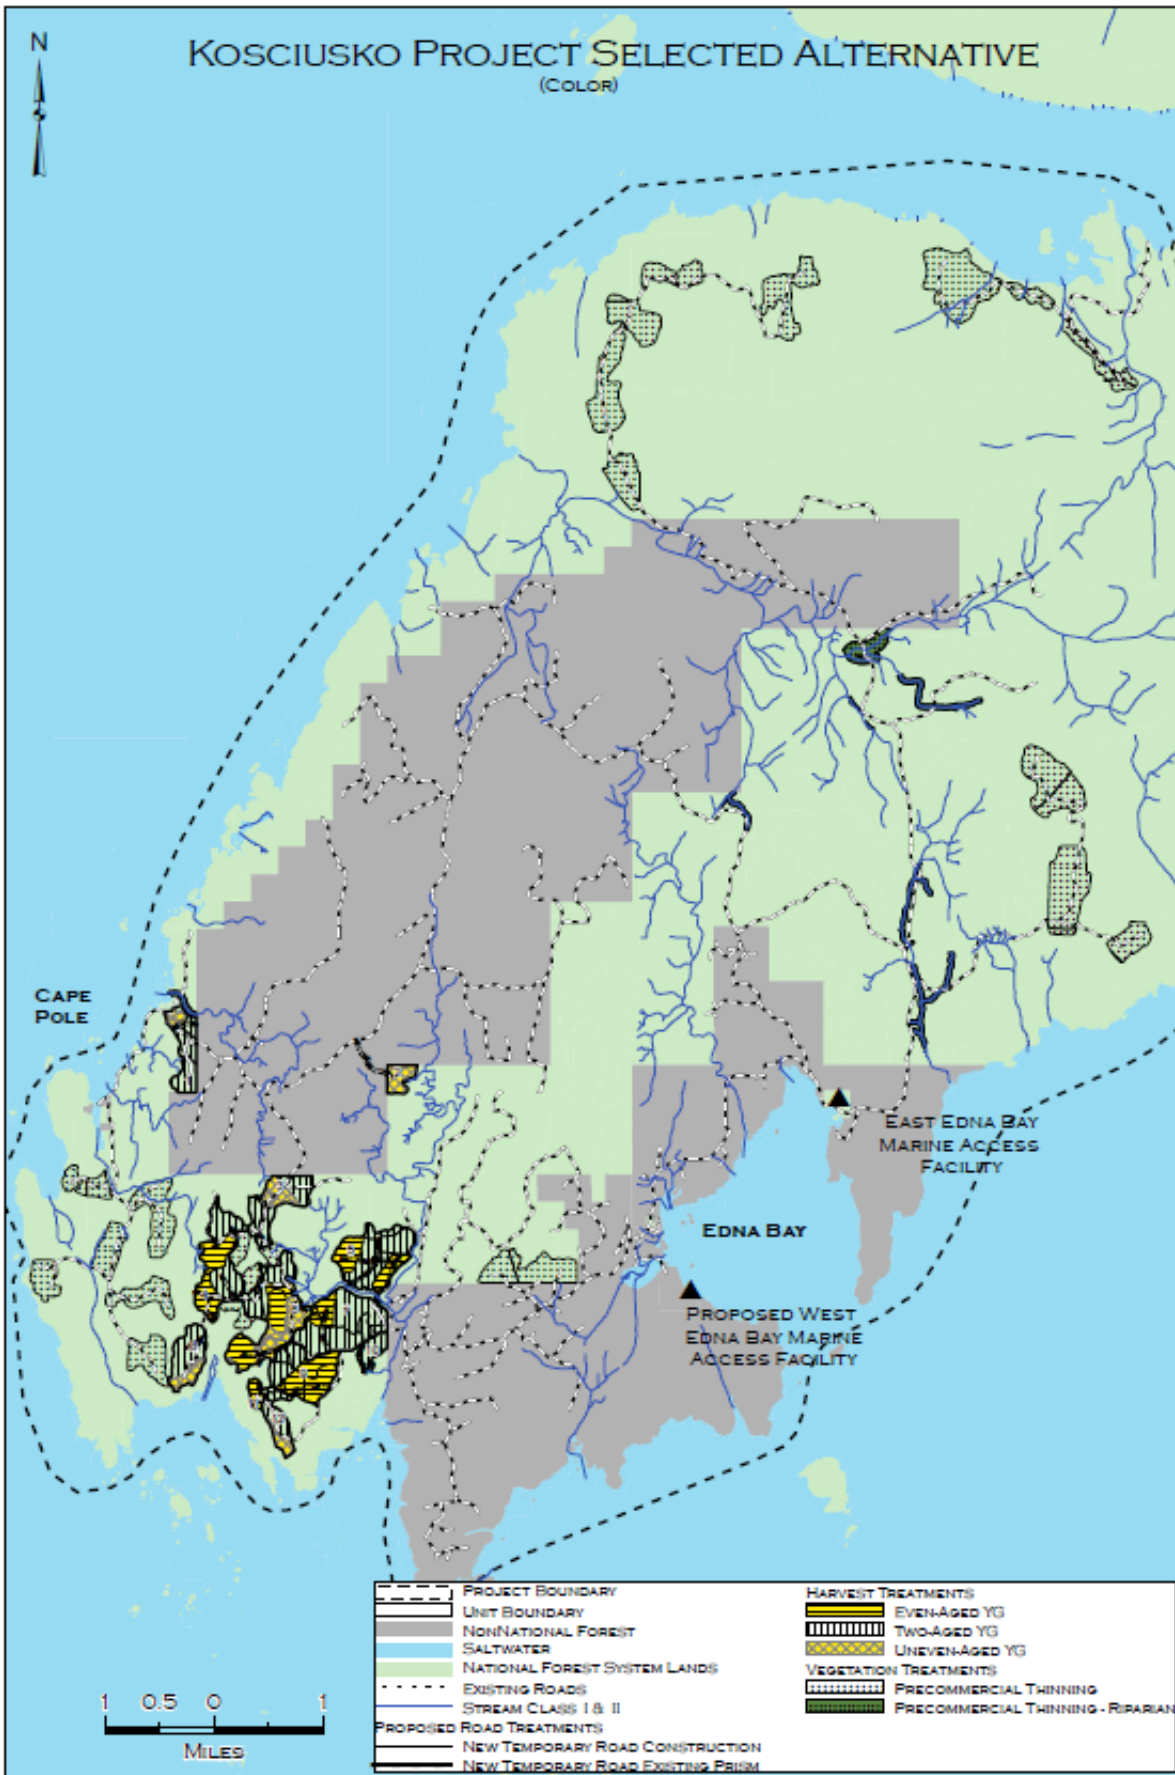 N
KOSCIUSKO PROJECT SELECTED ALTERNATIVE
(COLOR)
CAPE
POLE
EAST EDNA BAY
MARINE ACCESS
FACILITY
EDNA BAY
PROPOSED WEST
EDNA BAY MARINE
ACCESS FACILITY
PROJECT BOUNDARY
UNIT BOUNDARY
NONNATIONAL FOREST
SALTWATER
NATIONAL FOREST SYSTEM LANDS
EXISTING ROADS
STREAM CLASS I & II
PROPOSED ROAD TREATMENTS
NEW TEMPORARY ROAD CONSTRUCTION
NEW TEMPORARY ROAD EXISTING PRISM
HARVEST TREATMENTS
EVEN-AGED YG
TWO-AGED YG
UNEVEN-AGED YG
VEGETATION TREATMENTS
PRECOMMERCIAL THINNING
PRECOMMERCIAL THINNING - RIPARIAN
1 0.5 0 1
MILES